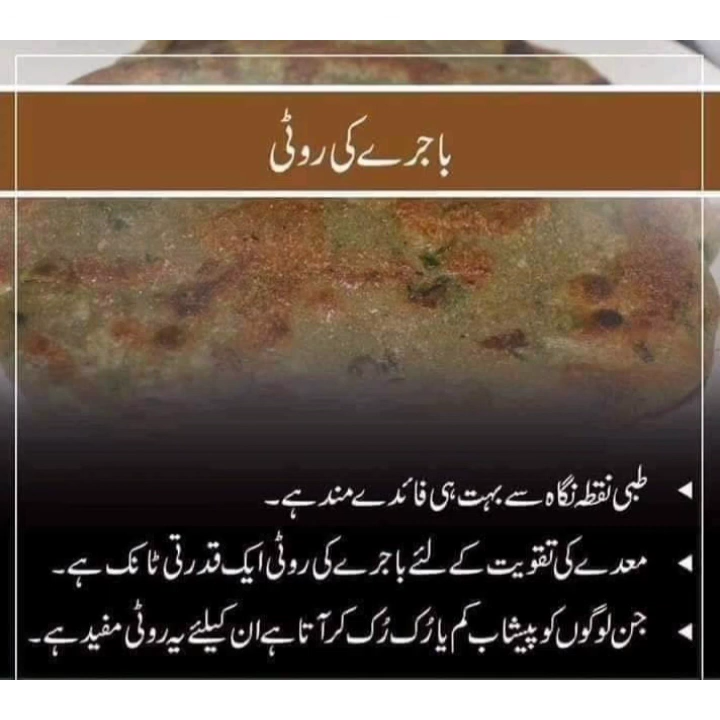 باجرے کی روٹی
طبی نقطہ نگاہ سے بہت ہی فائدے مند ہے۔
معدے کی تقویت کے لئے باجرے کی روٹی ایک قدرتی ٹانک ہے۔
جن لوگوں کو پیشاب کم یا رُک رُک کر آتا ہے ان کیلئے یہ روٹی مفید ہے۔